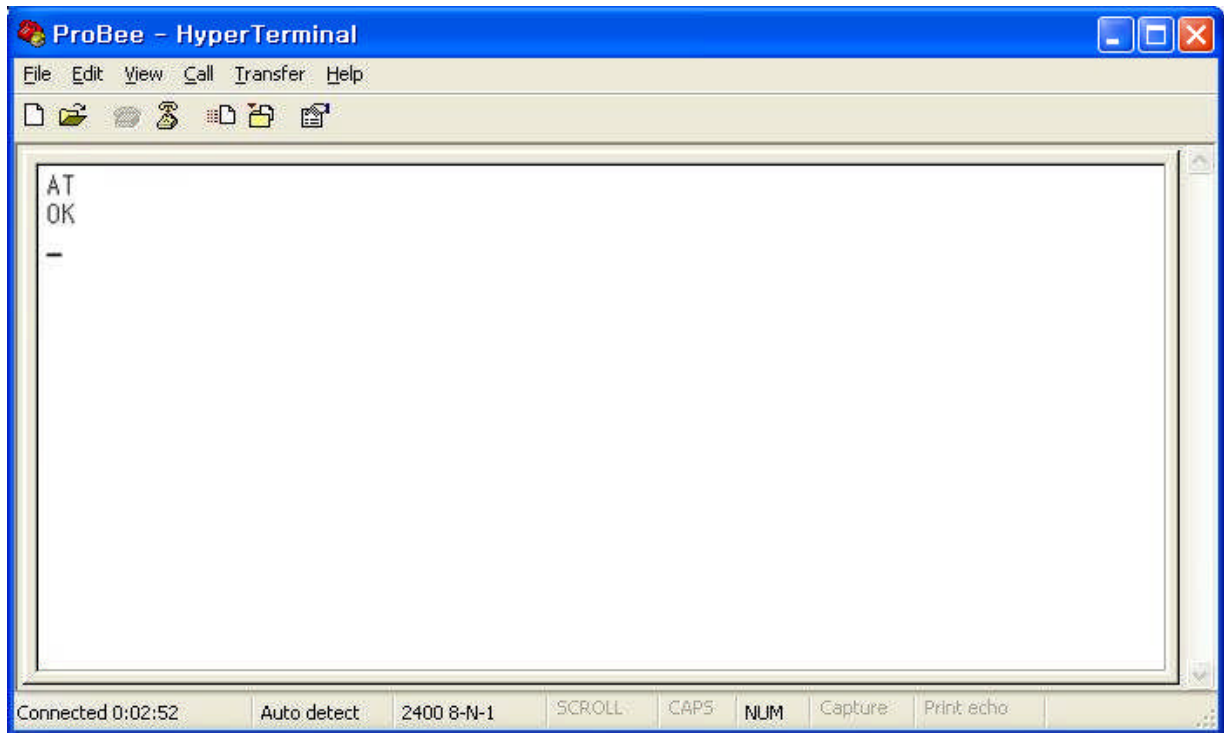 ProBee - HyperTerminal
File Edit View Call Transfer Help
AT
OK
_
Connected 0:02:52 Auto detect 2400 8-N-1 SCROLL CAPS NUM Capture Print echo